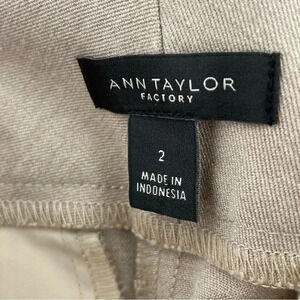 ANN TAYLOR
FACTORY
2
MADE IN
INDONESIA